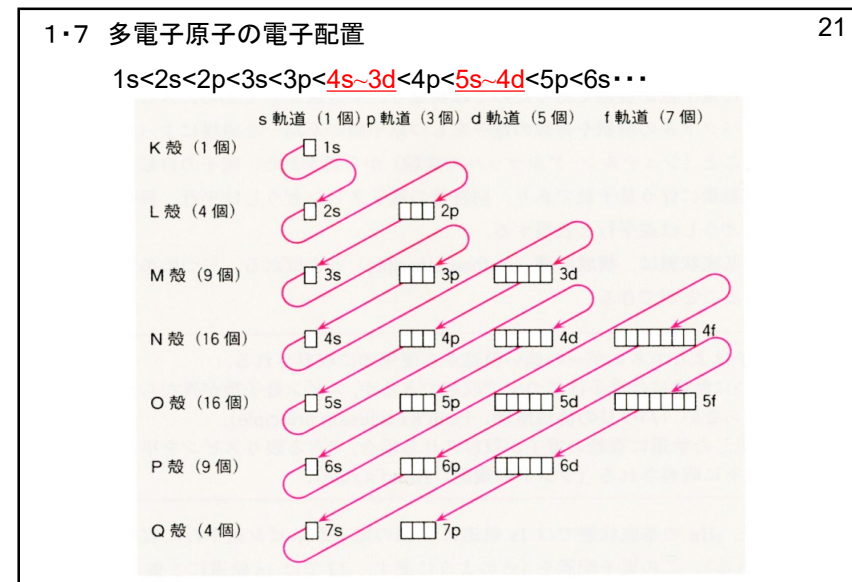 1・7 多電子原子の電子配置
21
1s<2s<2p<3s<3p<4s~3d<4p<5s~4d<5p<6s・・・
s 軌道（1 個）p 軌道（3 個）d 軌道（5 個） f 軌道（7 個）
K 殻（1 個） 1s
L 殻（4 個） 2s 2p
M 殻（9 個） 3s 3p 3d
N 殻（16 個） 4s 4p 4d 4f
O 殻（16 個） 5s 5p 5d 5f
P 殻（9 個） 6s 6p 6d
Q 殻（4 個） 7s 7p